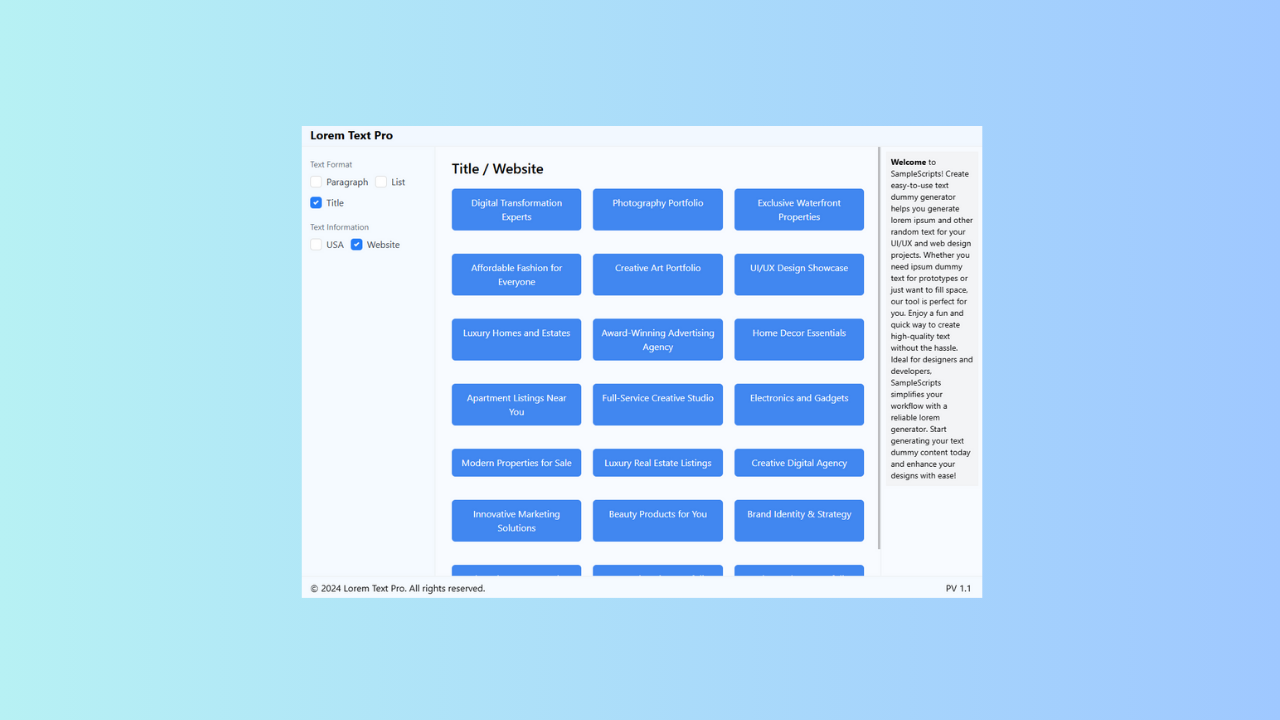 Lorem Text Pro
Text Format
Paragraph
List
Title
Text Information
USA
Website
Title / Website
Digital Transformation
Experts
Photography Portfolio
Exclusive Waterfront
Properties
Affordable Fashion for
Everyone
Creative Art Portfolio
UI/UX Design Showcase
Luxury Homes and Estates
Award-Winning Advertising
Agency
Home Decor Essentials
Apartment Listings Near
You
Full-Service Creative Studio
Electronics and Gadgets
Modern Properties for Sale
Luxury Real Estate Listings
Creative Digital Agency
Innovative Marketing
Solutions
Beauty Products for You
Brand Identity & Strategy
Welcome to
SampleScripts! Create
easy-to-use text
dummy generator
helps you generate
lorem ipsum and other
random text for your
UI/UX and web design
projects. Whether you
need ipsum dummy
text for prototypes or
just want to fill space,
our tool is perfect for
you. Enjoy a fun and
quick way to create
high-quality text
without the hassle.
Ideal for designers and
developers,
SampleScripts
simplifies your
workflow with a
reliable lorem
generator. Start
generating your text
dummy content today
and enhance your
designs with ease!
© 2024 Lorem Text Pro. All rights reserved.
PV 1.1